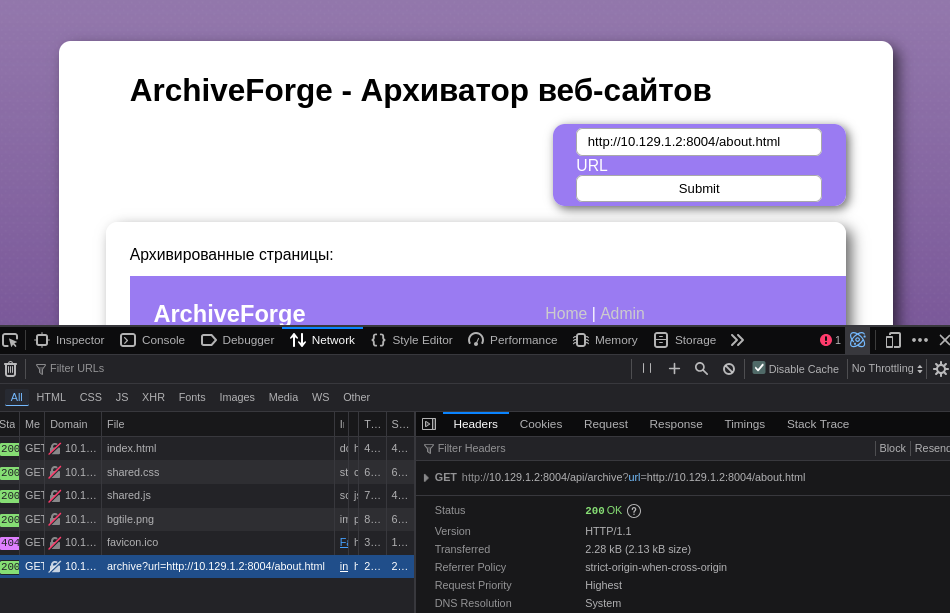 ArchiveForge - Архиватор веб-сайтов
http://10.129.1.2:8004/about.html
URL
Submit
Архивированные страницы:
ArchiveForge
Home | Admin
Inspector Console Debugger Network Style Editor Performance Memory Storage 1
Filter URLs
Disable Cache No Throttling
All HTML CSS JS XHR Fonts Images Media WS Other
Sta Me Domain File T... S...
200 GET 10.1... index.html 4... 4...
200 GET 10.1... shared.css 6... 6...
200 GET 10.1... shared.js 7... 4...
200 GET 10.1... bgtile.png 8... 6...
404 GET 10.1... favicon.ico 3... 1...
200 GET 10.1... archive?url=http://10.129.1.2:8004/about.html in 2... 2...
Headers Cookies Request Response Timings Stack Trace
Filter Headers
Block Resend
GET http://10.129.1.2:8004/api/archive?url=http://10.129.1.2:8004/about.html
Status 200 OK ?
Version HTTP/1.1
Transferred 2.28 kB (2.13 kB size)
Referrer Policy strict-origin-when-cross-origin
Request Priority Highest
DNS Resolution System